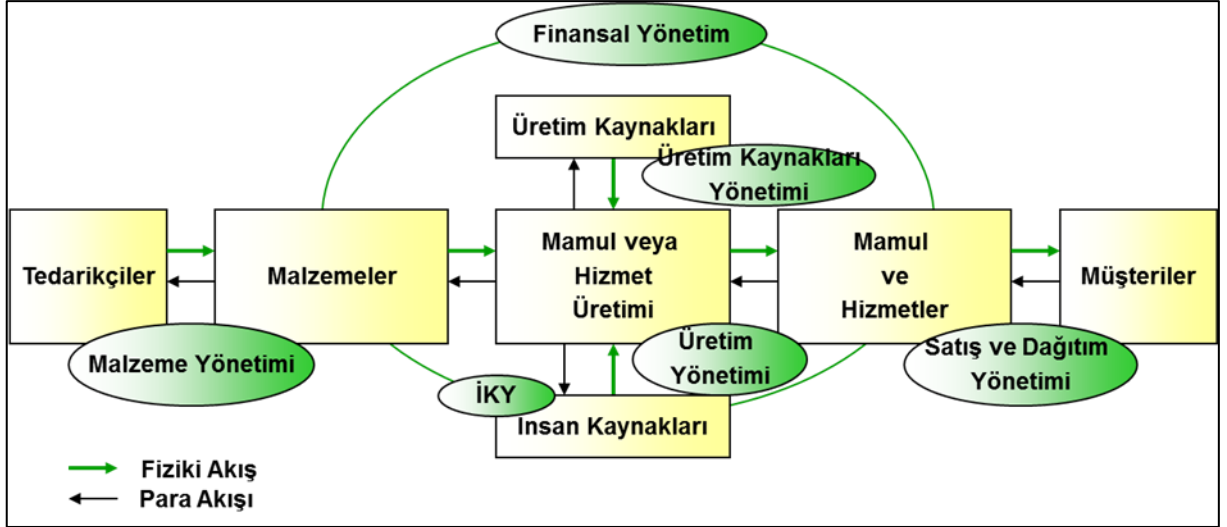 Finansal Yönetim
Üretim Kaynakları
Üretim Kaynakları
Yönetimi
Tedarikçiler
Malzemeler
Mamul veya
Hizmet
Üretimi
Mamul
ve
Hizmetler
Müşteriler
Malzeme Yönetimi
Üretim
Yönetimi
Satış ve Dağıtım
Yönetimi
İKY
İnsan Kaynakları
Fiziki Akış
Para Akışı